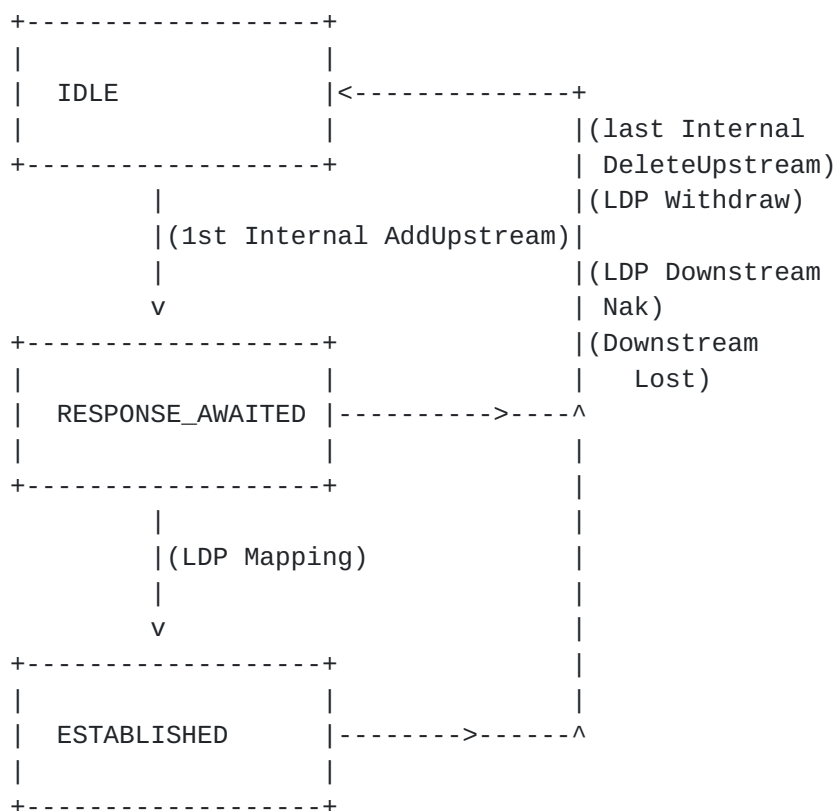 IDLE
(last Internal
DeleteUpstream)
(LDP Withdraw)
(1st Internal AddUpstream)
(LDP Downstream
Nak)
(Downstream
Lost)
RESPONSE_AWAITED
(LDP Mapping)
ESTABLISHED